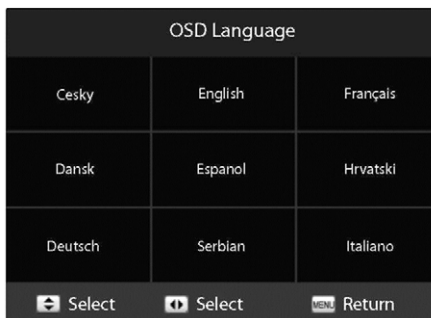 OSD Language
Cesky English Français
Dansk Espanol Hrvatski
Deutsch Serbian Italiano
Select Select MENU Return